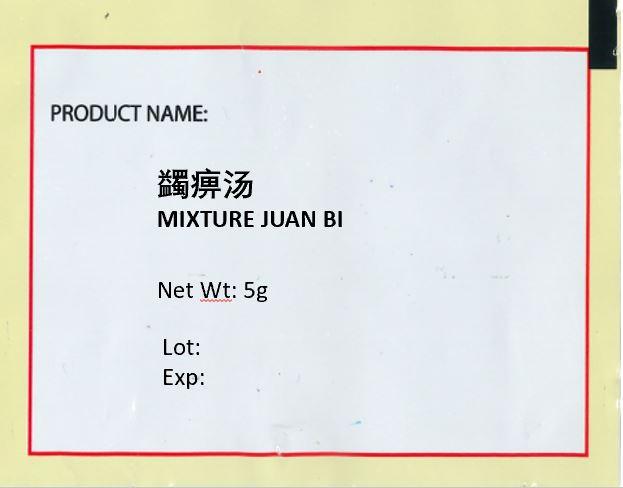 PRODUCT NAME:
蠲痹汤
MIXTURE JUAN BI
Net Wt: 5g
Lot:
Exp: